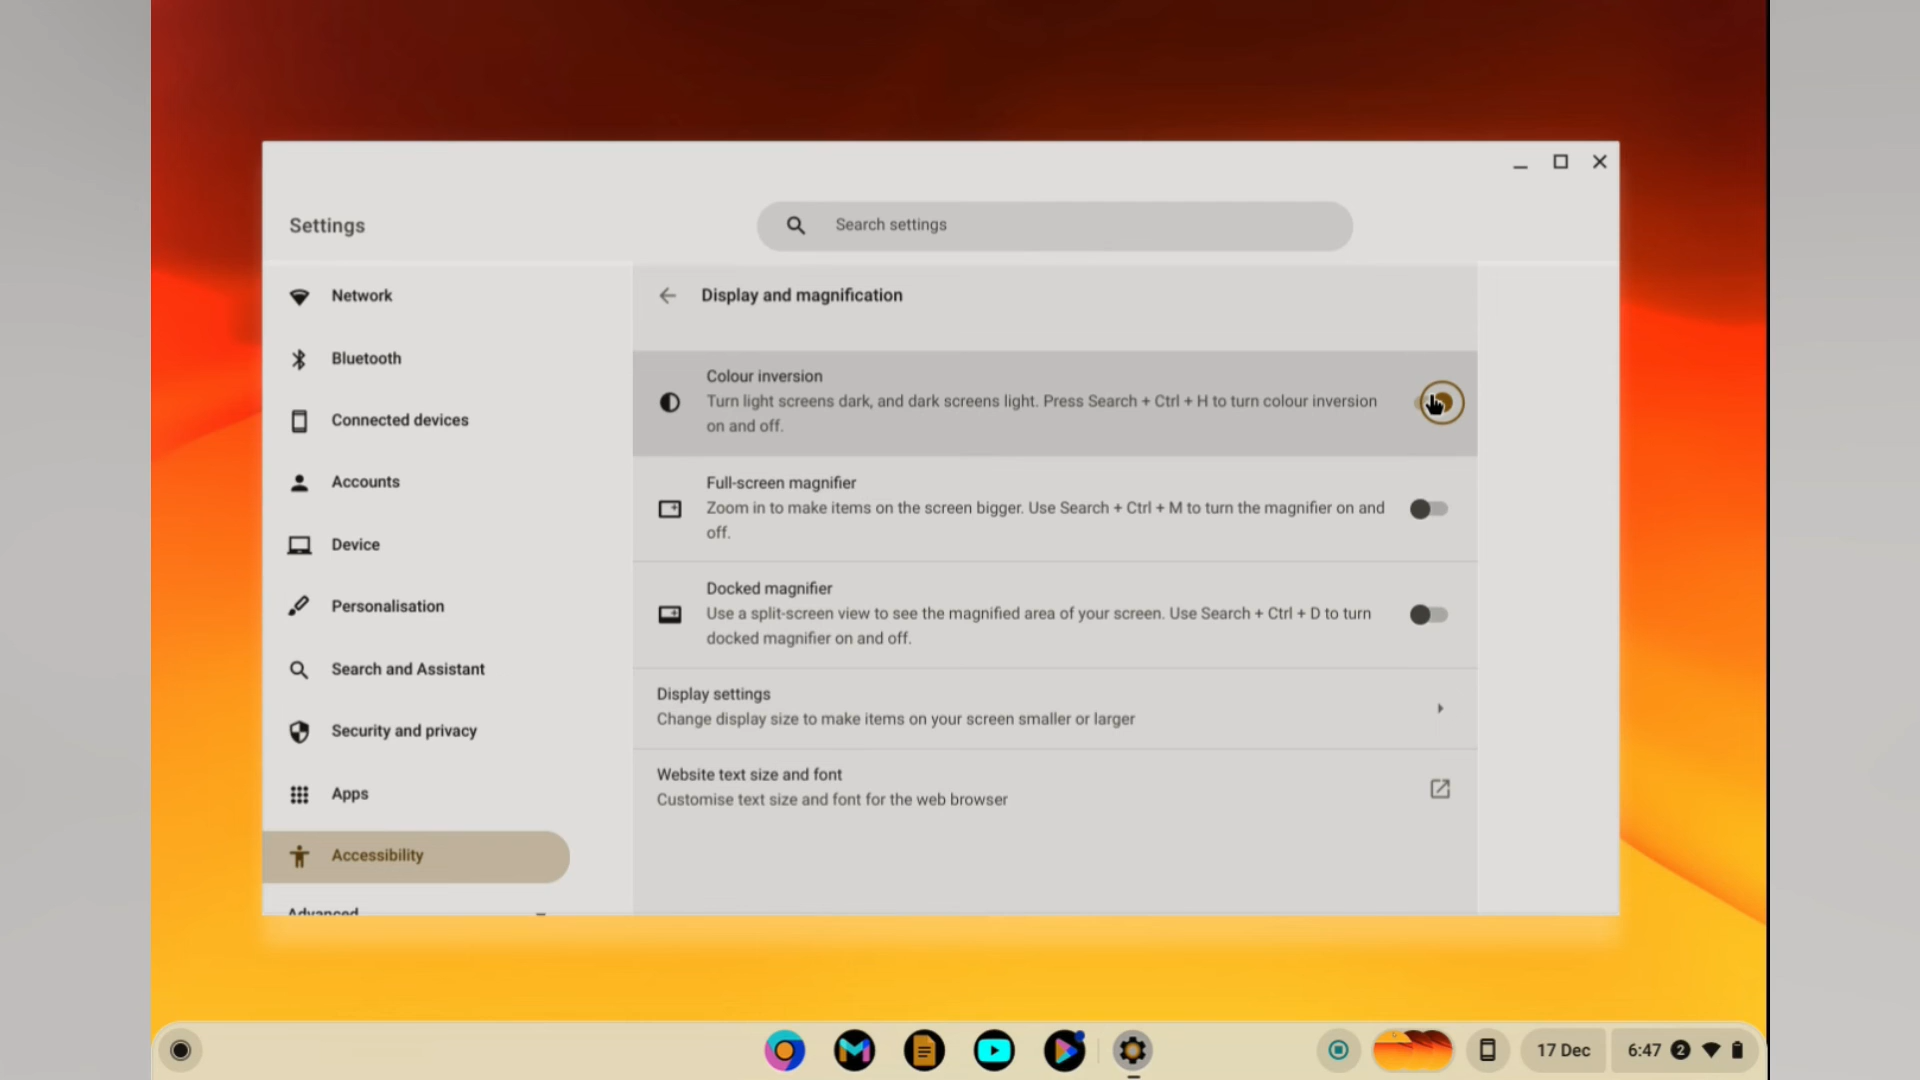 Settings
Search settings
Network
Bluetooth
Connected devices
Accounts
Device
Personalisation
Search and Assistant
Security and privacy
Apps
Accessibility
Advanced
Display and magnification
Colour inversion
Turn light screens dark, and dark screens light. Press Search + Ctrl + H to turn colour inversion
on and off.
Full-screen magnifier
Zoom in to make items on the screen bigger. Use Search + Ctrl + M to turn the magnifier on and
off.
Docked magnifier
Use a split-screen view to see the magnified area of your screen. Use Search + Ctrl + D to turn
docked magnifier on and off.
Display settings
Change display size to make items on your screen smaller or larger
Website text size and font
Customise text size and font for the web browser
17 Dec
6:47 2